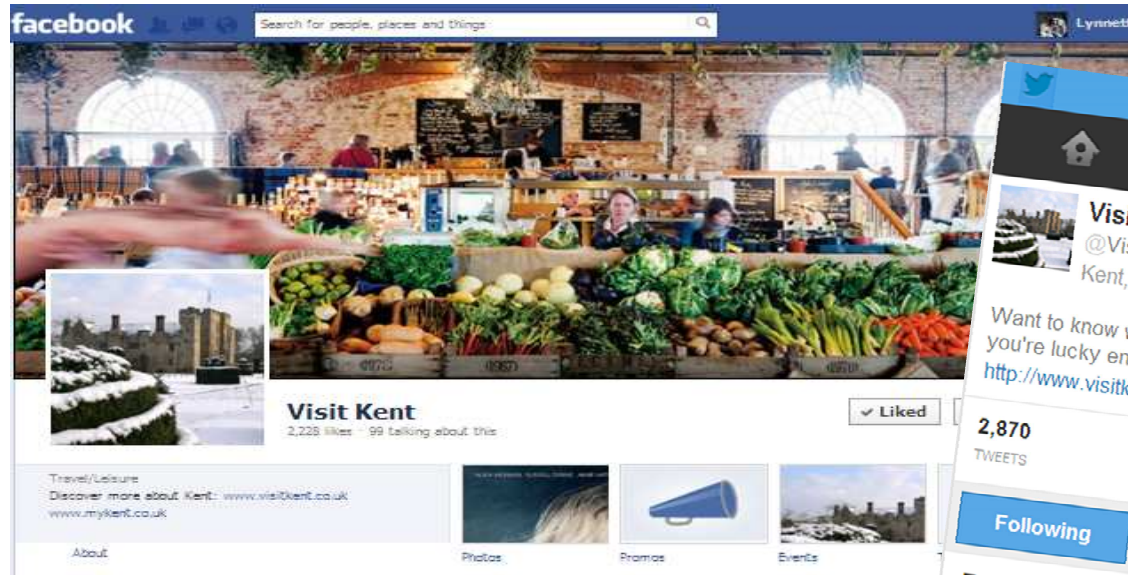 facebook
Search for people, places and things
Lynnett
Visit Kent
2,228 likes · 99 talking about this
Liked
Travel/Leisure
Discover more about Kent: www.visitkent.co.uk
www.mykent.co.uk
About
Photos
Promos
Events
Visi
@Vis
Kent,
Want to know
you're lucky en
http://www.visitk
2,870
TWEETS
Following